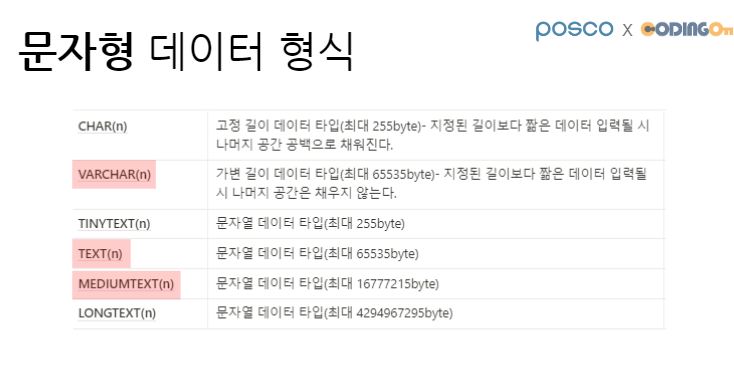 posco x CODINGOn
문자형 데이터 형식
CHAR(n)
고정 길이 데이터 타입(최대 255byte)- 지정된 길이보다 짧은 데이터 입력될 시
나머지 공간 공백으로 채워진다.
VARCHAR(n)
가변 길이 데이터 타입(최대 65535byte)- 지정된 길이보다 짧은 데이터 입력될
시 나머지 공간은 채우지 않는다.
TINYTEXT(n)
문자열 데이터 타입(최대 255byte)
TEXT(n)
문자열 데이터 타입(최대 65535byte)
MEDIUMTEXT(n)
문자열 데이터 타입(최대 16777215byte)
LONGTEXT(n)
문자열 데이터 타입(최대 4294967295byte)